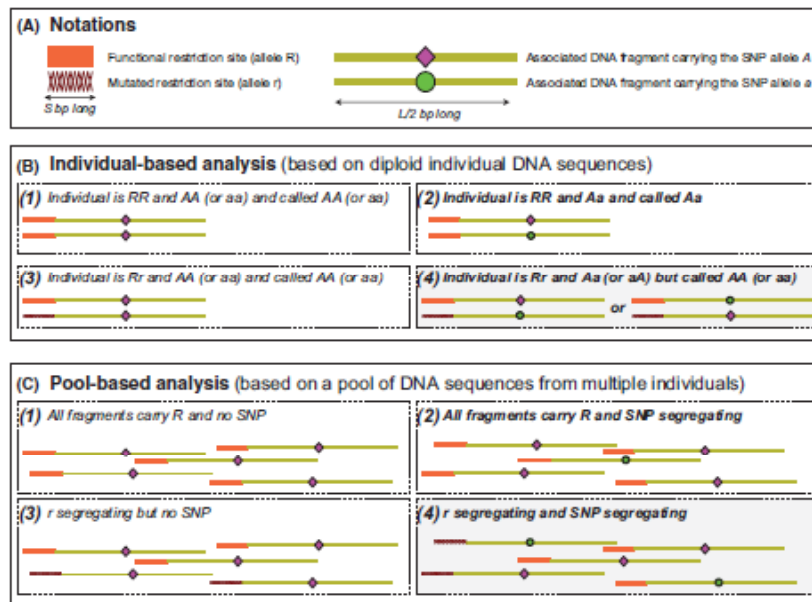 (A) Notations
Functional restriction site (allele R)
Associated DNA fragment carrying the SNP allele A
Mutated restriction site (allele r)
Associated DNA fragment carrying the SNP allele a
S bp long
L/2 bp long
(B) Individual-based analysis (based on diploid individual DNA sequences)
(1) Individual is RR and AA (or aa) and called AA (or aa)
(2) Individual is RR and Aa and called Aa
(3) Individual is Rr and AA (or aa) and called AA (or aa)
(4) Individual is Rr and Aa (or aA) but called AA (or aa)
or
(C) Pool-based analysis (based on a pool of DNA sequences from multiple individuals)
(1) All fragments carry R and no SNP
(2) All fragments carry R and SNP segregating
(3) r segregating but no SNP
(4) r segregating and SNP segregating